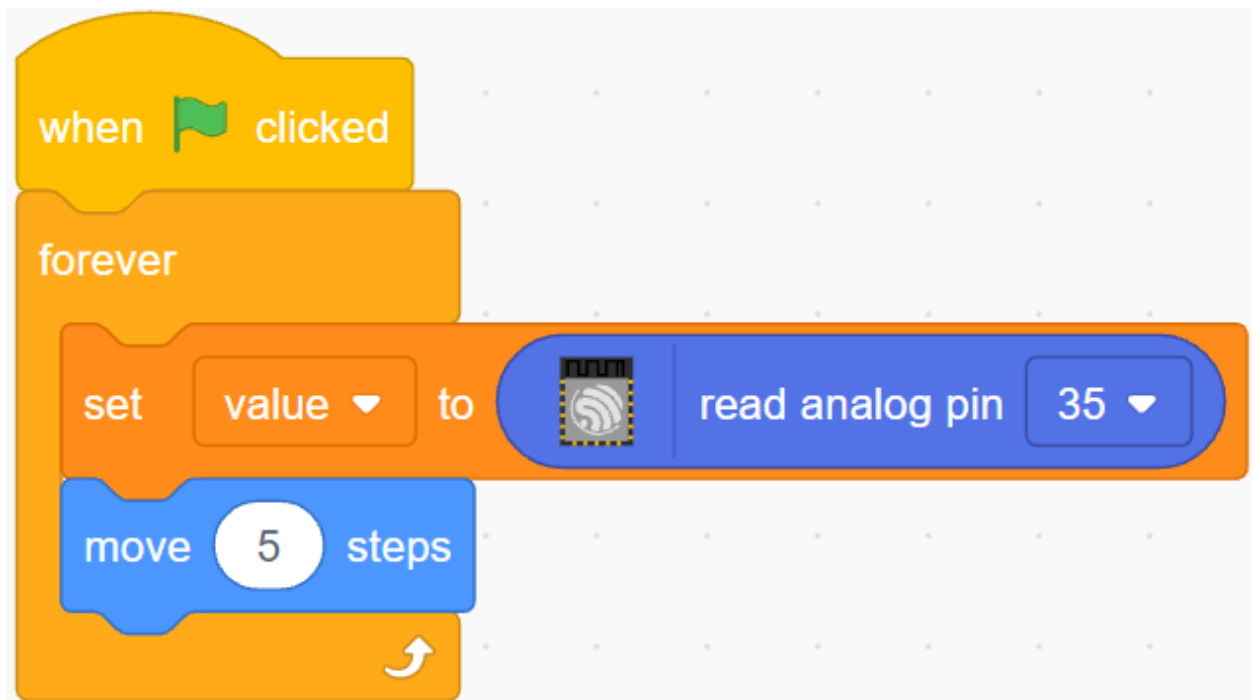 when clicked
forever
set value to read analog pin 35
move 5 steps